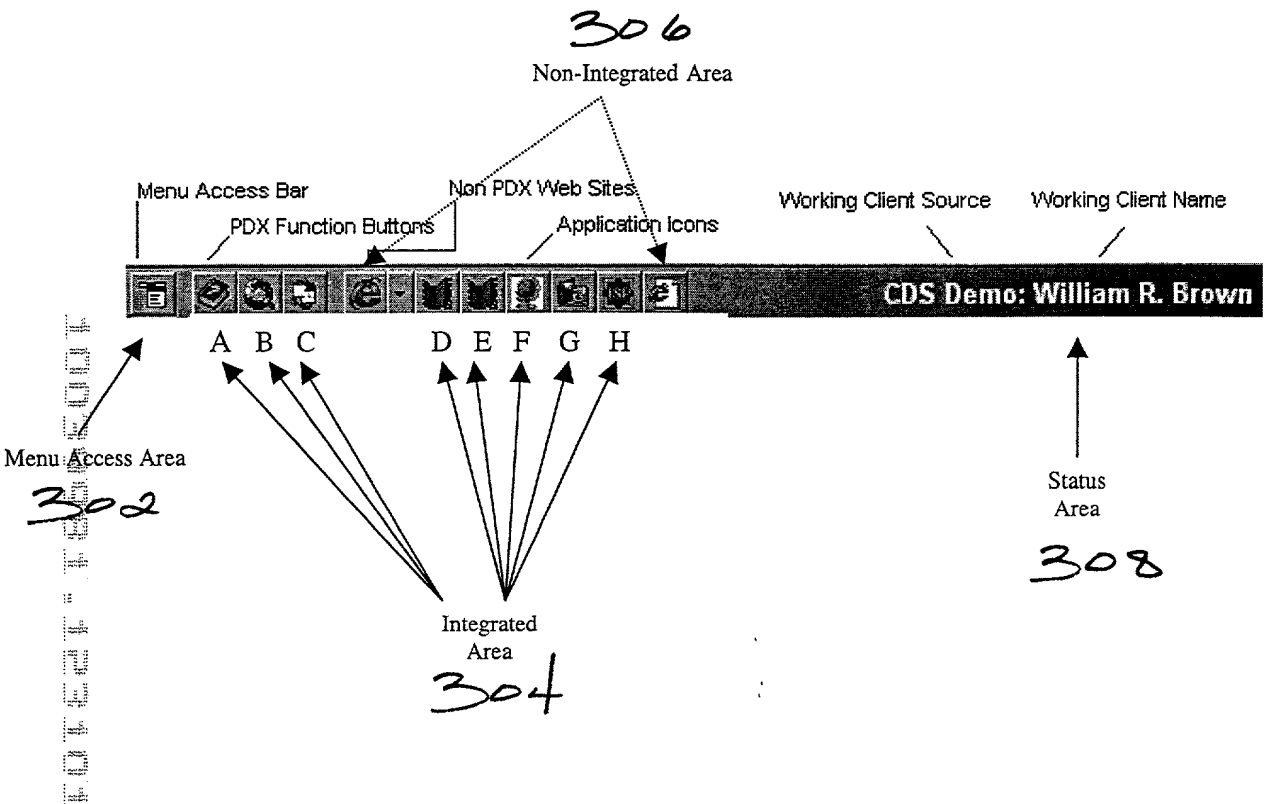 306
Non-Integrated Area
Menu Access Bar
Non PDX Web Sites
Working Client Source
Working Client Name
PDX Function Buttons
Application Icons
CDS Demo: William R. Brown
A B C D E F G H
Menu Access Area
302
Status
Area
308
Integrated
Area
304